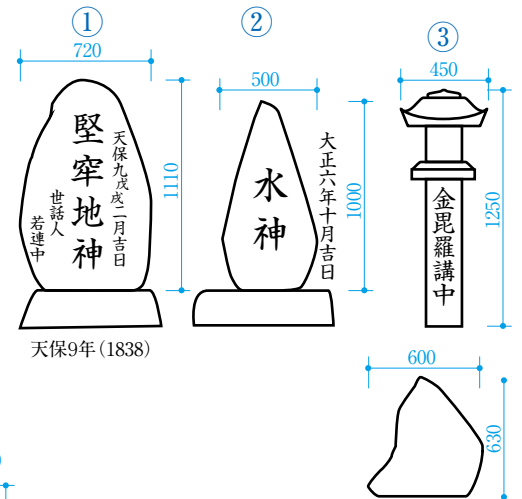 ①
720
1110
天保九戊戌二月吉日
堅牢地神
世話人
若連中
天保9年(1838)
②
500
1000
大正六年十月吉日
水神
③
450
1250
金毘羅講中
600
630